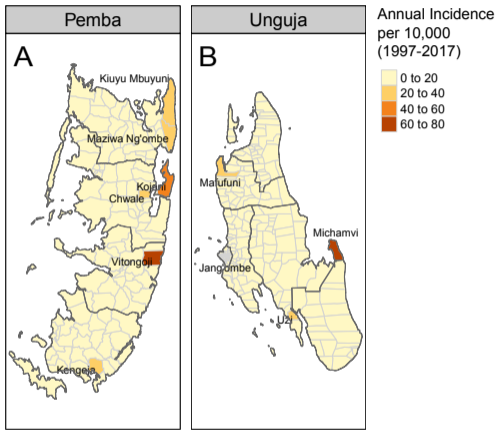 Pemba
Unguja
Annual Incidence
per 10,000
(1997-2017)
0 to 20
20 to 40
40 to 60
60 to 80
A
B
Kiuyu Mbuyuni
Maziwa Ng'ombe
Kojani
Chwale
Vitongoji
Kengeja
Mafufuni
Michamvi
Jang'ombe
Uzi